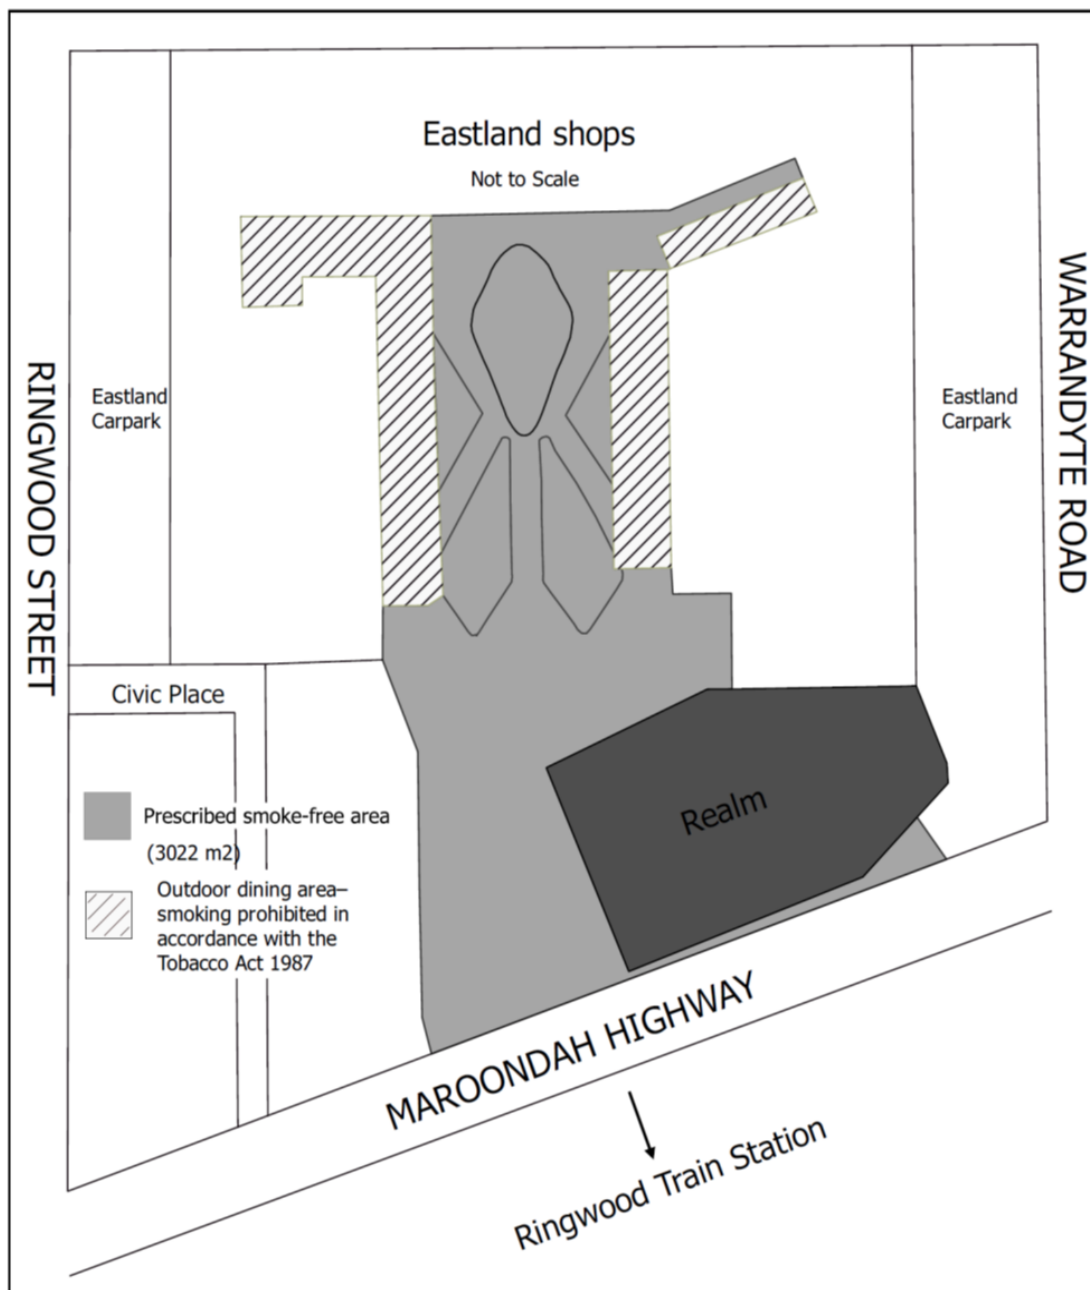 Eastland shops
Not to Scale
RINGWOOD STREET
WARRANDYTE ROAD
Eastland
Carpark
Eastland
Carpark
Civic Place
Realm
Prescribed smoke-free area
(3022 m2)
Outdoor dining area–
smoking prohibited in
accordance with the
Tobacco Act 1987
MAROONDAH HIGHWAY
Ringwood Train Station